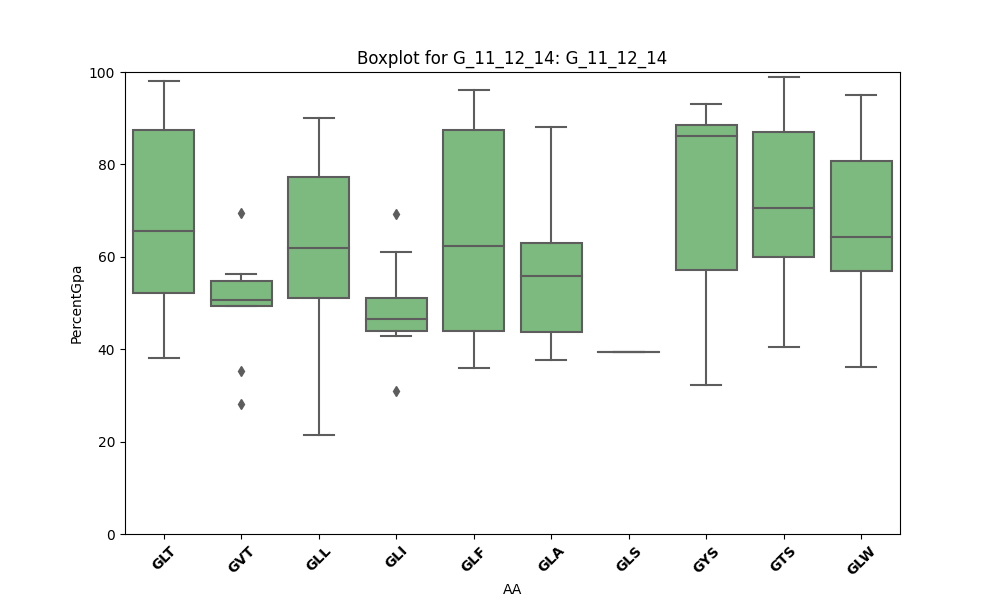 Boxplot for G_11_12_14: G_11_12_14
100
80
60
40
20
0
PercentGpa
GLT
GVT
GLL
GLI
GLF
GLA
GLS
GYS
GTS
GLW
AA